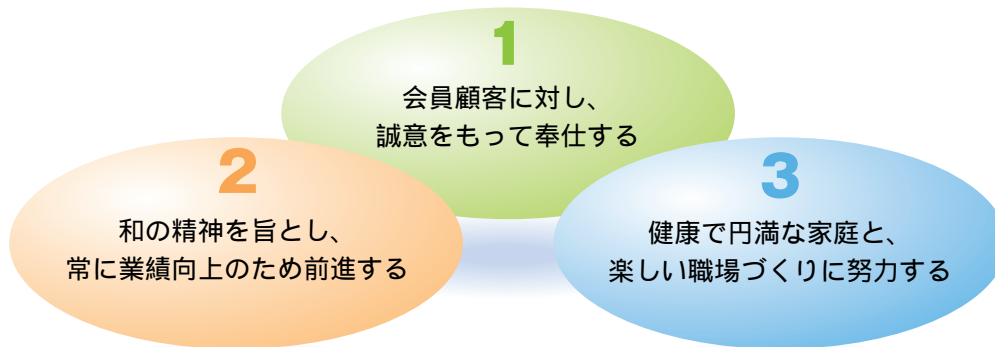 1
会員顧客に対し、
誠意をもって奉仕する
2
和の精神を旨とし、
常に業績向上のため前進する
3
健康で円満な家庭と、
楽しい職場づくりに努力する